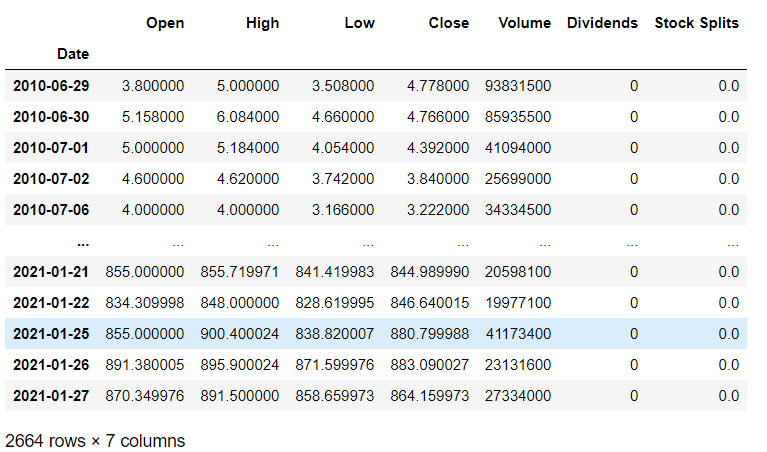 Open High Low Close Volume Dividends Stock Splits
Date
2010-06-29 3.800000 5.000000 3.508000 4.778000 93831500 0 0.0
2010-06-30 5.158000 6.084000 4.660000 4.766000 85935500 0 0.0
2010-07-01 5.000000 5.184000 4.054000 4.392000 41094000 0 0.0
2010-07-02 4.600000 4.620000 3.742000 3.840000 25699000 0 0.0
2010-07-06 4.000000 4.000000 3.166000 3.222000 34334500 0 0.0
... ... ... ... ... ... ... ...
2021-01-21 855.000000 855.719971 841.419983 844.989990 20598100 0 0.0
2021-01-22 834.309998 848.000000 828.619995 846.640015 19977100 0 0.0
2021-01-25 855.000000 900.400024 838.820007 880.799988 41173400 0 0.0
2021-01-26 891.380005 895.900024 871.599976 883.090027 23131600 0 0.0
2021-01-27 870.349976 891.500000 858.659973 864.159973 27334000 0 0.0
2664 rows × 7 columns